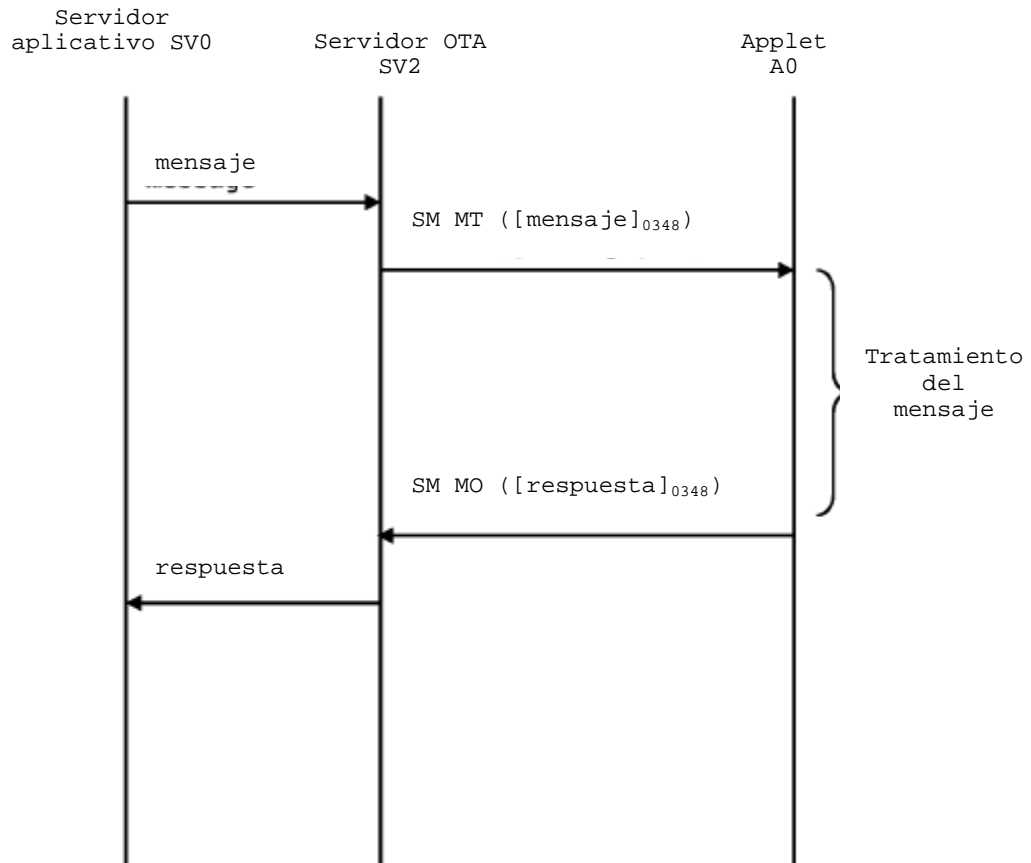 Servidor
aplicativo SV0
Servidor OTA
SV2
Applet
A0
mensaje
SM MT ([mensaje]₀₃₄₈)
Tratamiento
del
mensaje
SM MO ([respuesta]₀₃₄₈)
respuesta